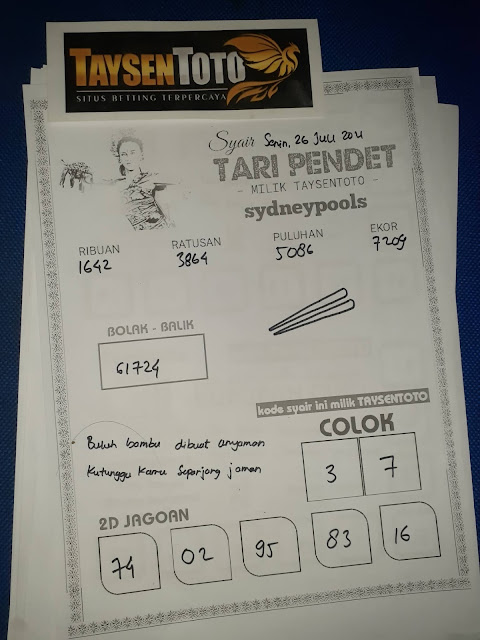 TAYSENTOTO
SITUS BETTING TERPERCAYA
Syair Senin, 26 Juli 2021
TARI PENDET
- MILIK TAYSENTOTO -
sydneypools
RIBUAN RATUSAN PULUHAN EKOR
1642 3864 5086 7209
BOLAK - BALIK
61724
kode syair ini milik TAYSENTOTO
COLOK
3 7
Buluh bambu dibuat anyaman
Kutunggu kamu sepanjang jaman
2D JAGOAN
74 02 95 83 16